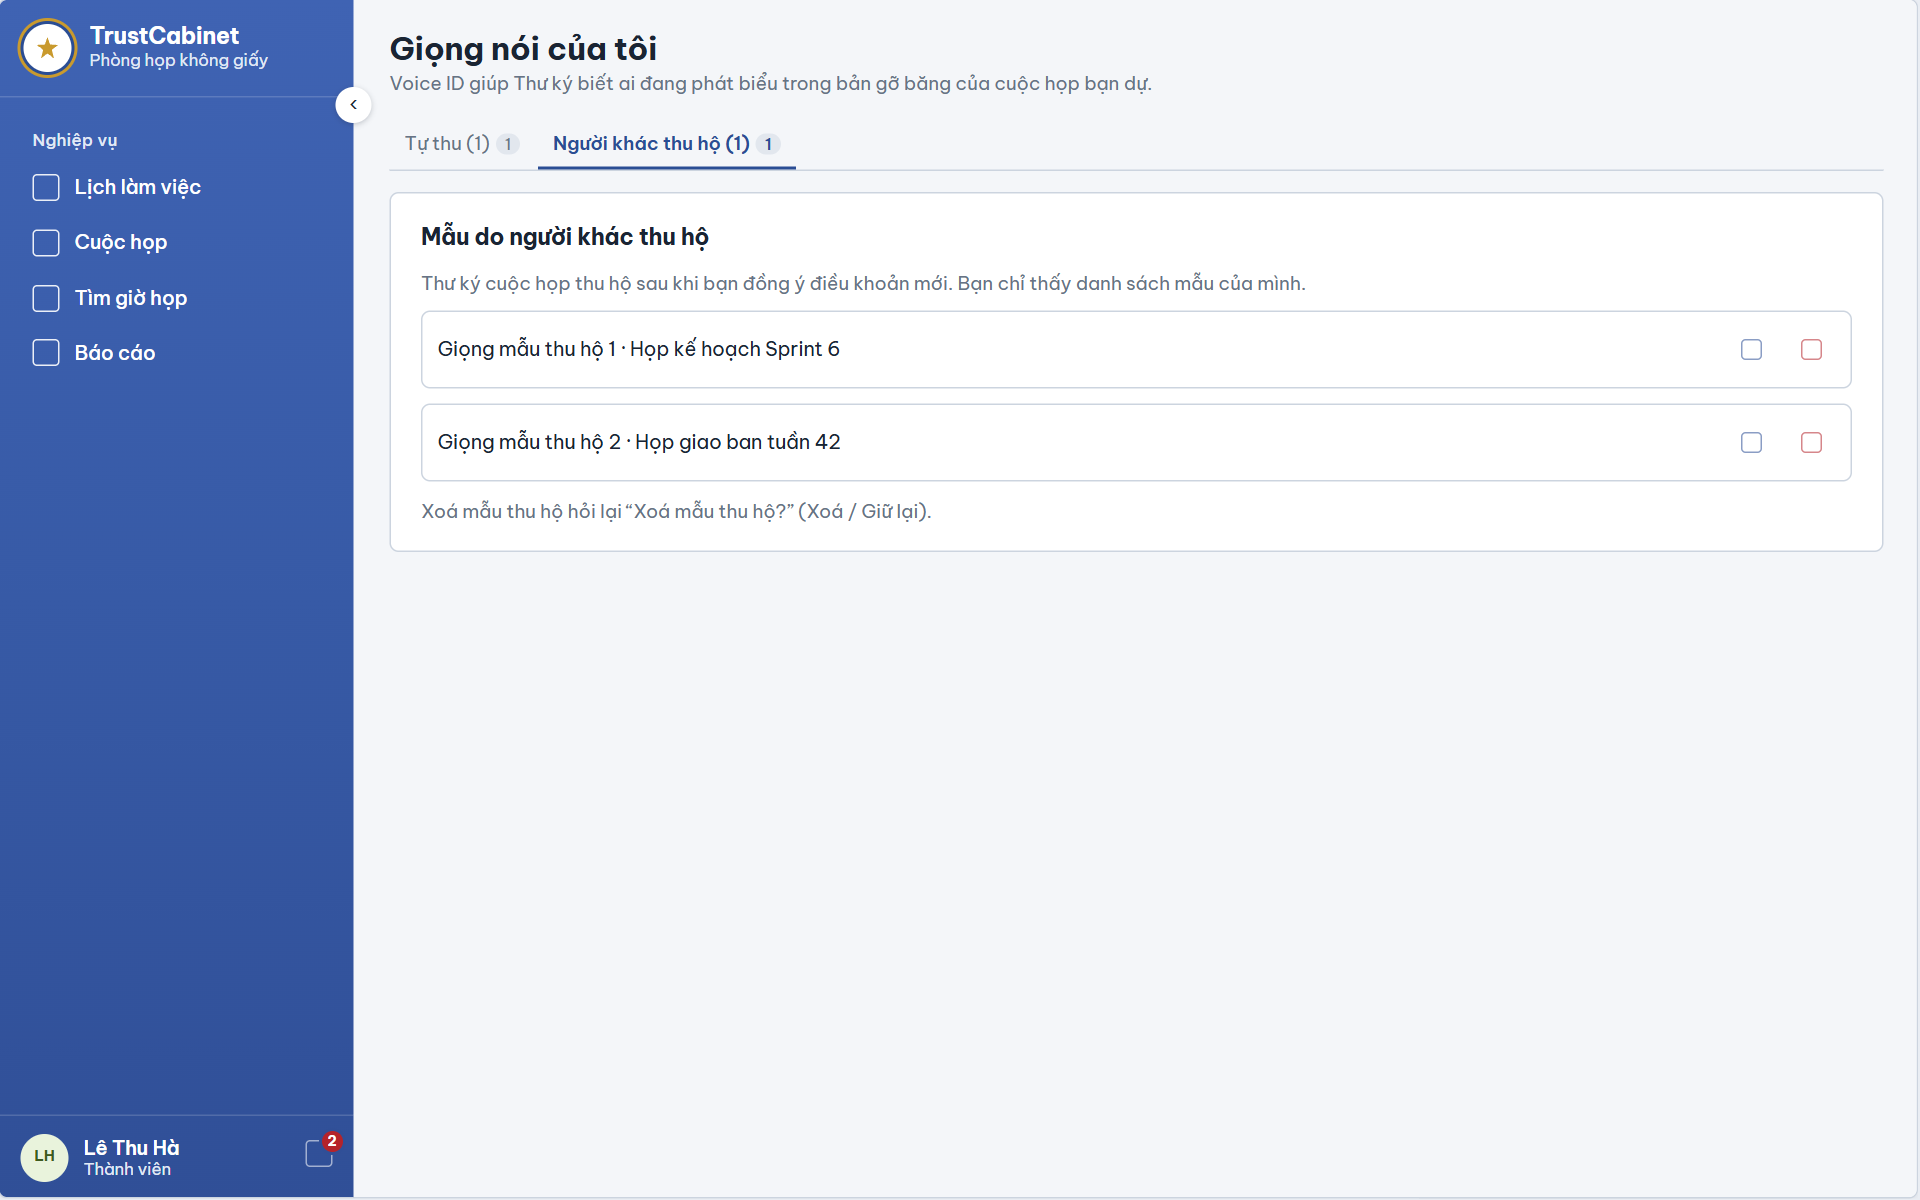 TrustCabinet
Phòng họp không giấy
Nghiệp vụ
Lịch làm việc
Cuộc họp
Tìm giờ họp
Báo cáo
LH
Lê Thu Hà
Thành viên
2
Giọng nói của tôi
Voice ID giúp Thư ký biết ai đang phát biểu trong bản gỡ băng của cuộc họp bạn dự.
Tự thu (1) 1
Người khác thu hộ (1) 1
Mẫu do người khác thu hộ
Thư ký cuộc họp thu hộ sau khi bạn đồng ý điều khoản mới. Bạn chỉ thấy danh sách mẫu của mình.
Giọng mẫu thu hộ 1 · Họp kế hoạch Sprint 6
Giọng mẫu thu hộ 2 · Họp giao ban tuần 42
Xoá mẫu thu hộ hỏi lại “Xoá mẫu thu hộ?” (Xoá / Giữ lại).